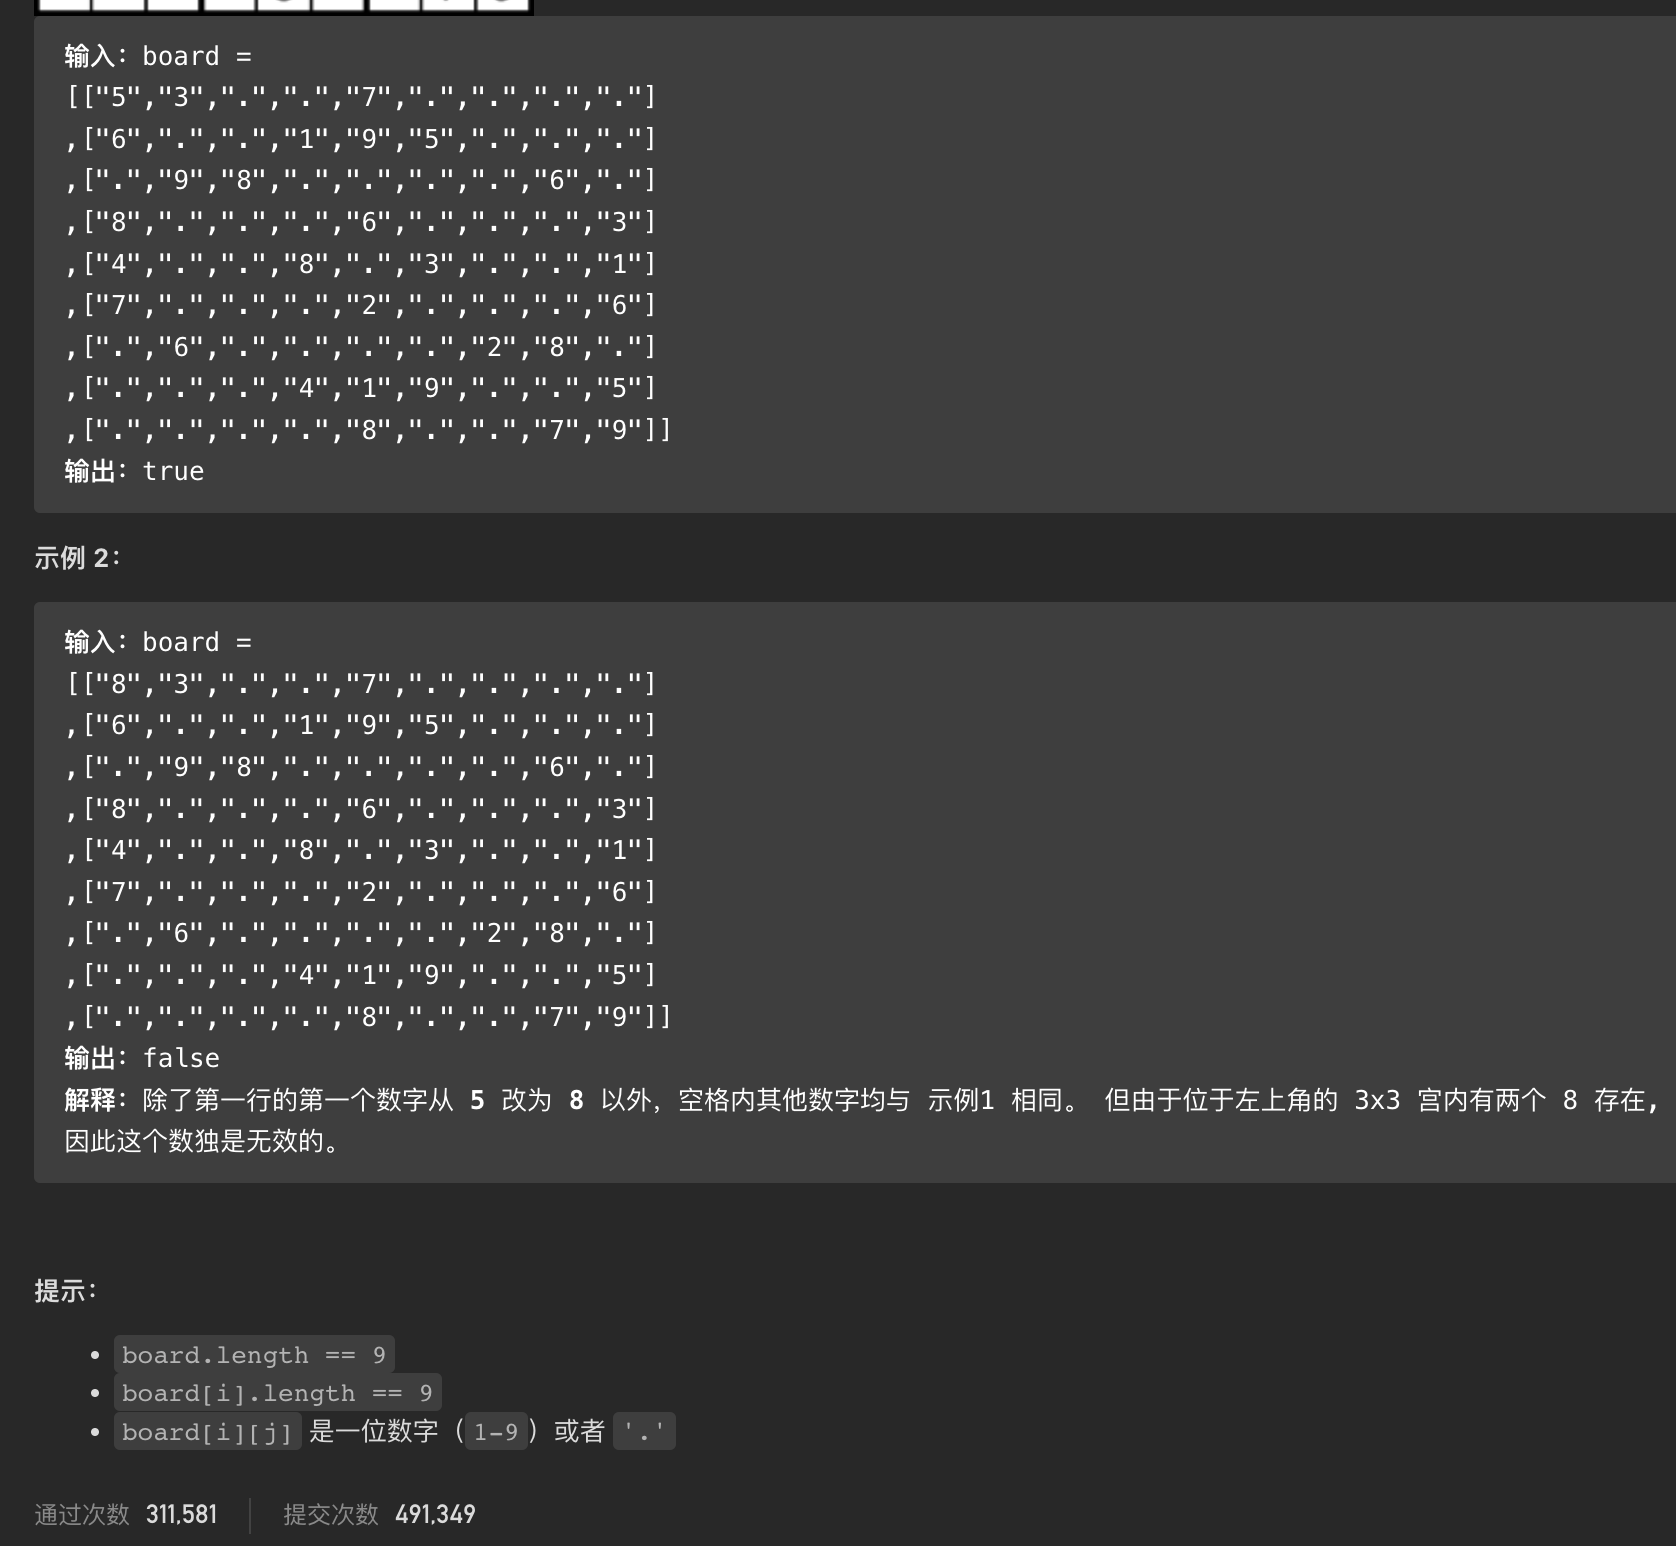 输入：board =
[["5","3",".",".","7",".",".",".","."]
,["6",".",".","1","9","5",".",".","."]
,[".","9","8",".",".",".",".","6","."]
,["8",".",".",".","6",".",".",".","3"]
,["4",".",".","8",".","3",".",".","1"]
,["7",".",".",".","2",".",".",".","6"]
,[".","6",".",".",".",".","2","8","."]
,[".",".",".","4","1","9",".",".","5"]
,[".",".",".",".","8",".",".","7","9"]]
输出：true
示例 2：
输入：board =
[["8","3",".",".","7",".",".",".","."]
,["6",".",".","1","9","5",".",".","."]
,[".","9","8",".",".",".",".","6","."]
,["8",".",".",".","6",".",".",".","3"]
,["4",".",".","8",".","3",".",".","1"]
,["7",".",".",".","2",".",".",".","6"]
,[".","6",".",".",".",".","2","8","."]
,[".",".",".","4","1","9",".",".","5"]
,[".",".",".",".","8",".",".","7","9"]]
输出：false
解释：除了第一行的第一个数字从 5 改为 8 以外，空格内其他数字均与 示例1 相同。 但由于位于左上角的 3x3 宫内有两个 8 存在,
因此这个数独是无效的。
提示：
• board.length == 9
• board[i].length == 9
• board[i][j] 是一位数字（1-9）或者 '.'
通过次数 311,581 | 提交次数 491,349